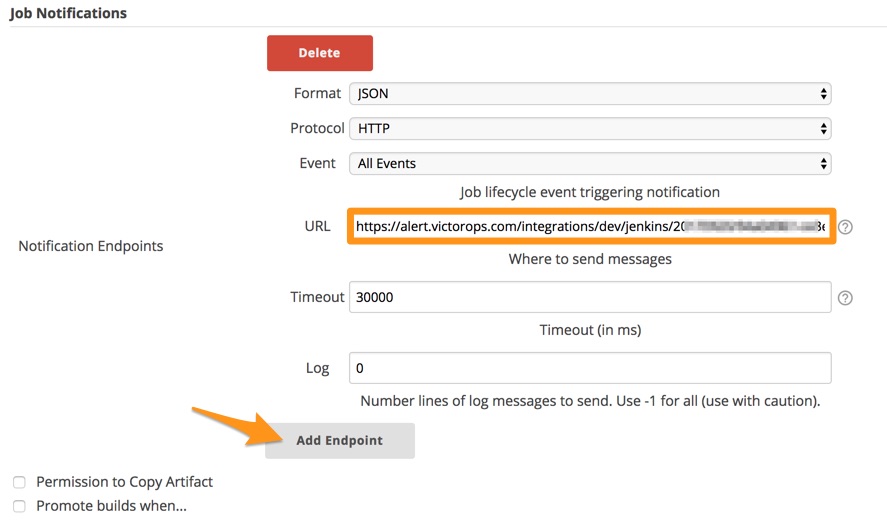 Job Notifications
Delete
Format JSON
Protocol HTTP
Event All Events
Job lifecycle event triggering notification
URL https://alert.victorops.com/integrations/dev/jenkins/20
Where to send messages
Notification Endpoints
Timeout 30000
Timeout (in ms)
Log 0
Number lines of log messages to send. Use -1 for all (use with caution).
Add Endpoint
Permission to Copy Artifact
Promote builds when...